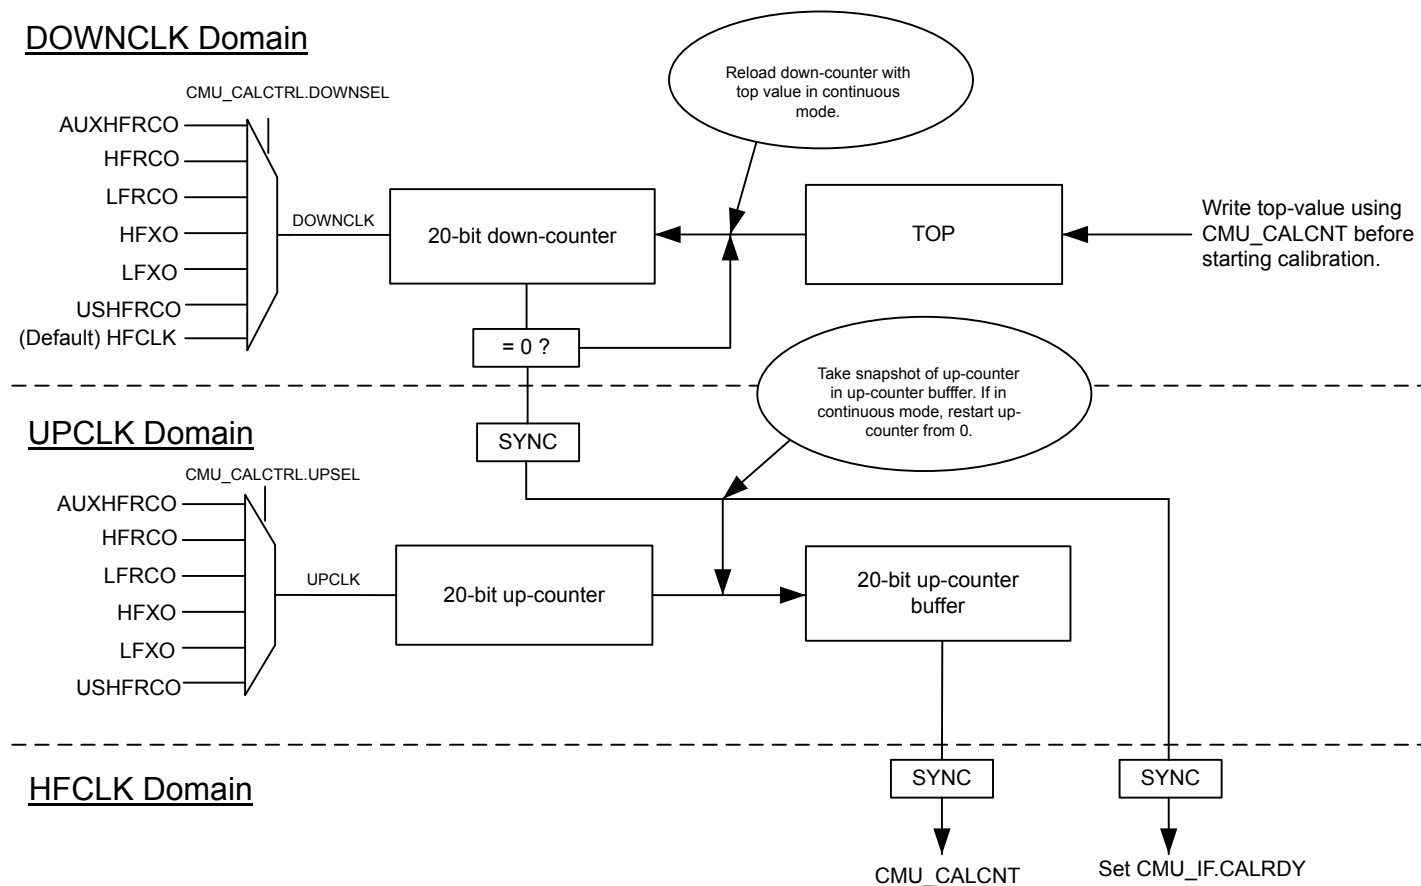 DOWNCLK Domain
CMU_CALCTRL.DOWNSEL
AUXHFRCO
HFRCO
LFRCO
HFXO
LFXO
USHFRCO
(Default) HFCLK
DOWNCLK
20-bit down-counter
= 0 ?
Reload down-counter with
top value in continuous
mode.
TOP
Write top-value using
CMU_CALCNT before
starting calibration.
UPCLK Domain
SYNC
Take snapshot of up-counter
in up-counter bufffer. If in
continuous mode, restart up-
counter from 0.
CMU_CALCTRL.UPSEL
AUXHFRCO
HFRCO
LFRCO
HFXO
LFXO
USHFRCO
UPCLK
20-bit up-counter
20-bit up-counter
buffer
HFCLK Domain
SYNC
SYNC
CMU_CALCNT
Set CMU_IF.CALRDY